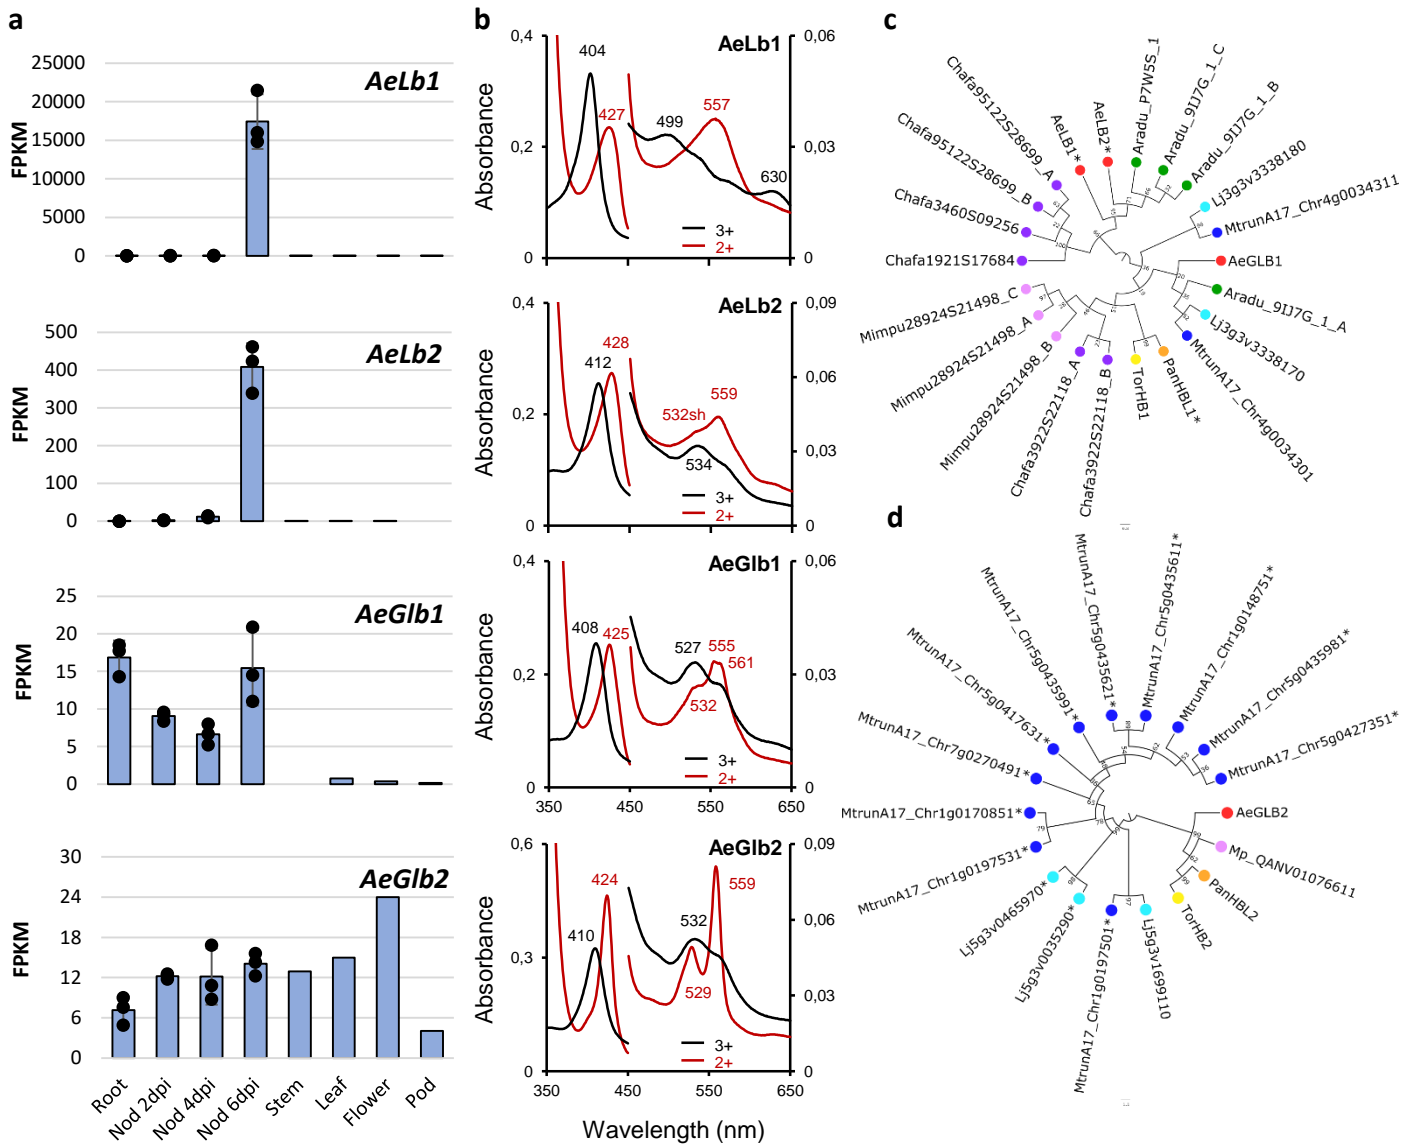 a
25000
20000
15000
10000
5000
0
FPKM
AeLb1
500
400
300
200
100
0
FPKM
AeLb2
25
20
15
10
5
0
FPKM
AeGlb1
30
24
18
12
6
0
FPKM
AeGlb2
Root
Nod 2dpi
Nod 4dpi
Nod 6dpi
Stem
Leaf
Flower
Pod
b
AeLb1
0,4
0,2
0
Absorbance
0,06
0,03
0
404
427
499
557
630
3+
2+
AeLb2
0,4
0,2
0
Absorbance
0,09
0,06
0,03
0
428
412
532sh
559
534
3+
2+
AeGlb1
0,4
0,2
0
Absorbance
0,06
0,03
0
408
425
527
555
561
532
3+
2+
350
450
550
650
AeGlb2
0,6
0,3
0
Absorbance
0,09
0,06
0,03
0
424
410
532
559
529
3+
2+
350
450
550
650
Wavelength (nm)
c
Chafa1921S17684
Chafa3460S09256
Chafa95122S28699_B
Chafa95122S28699_A
AeLB1*
AeLB2*
Aradu_P7W5S_1
Aradu_9IJ7G_1_C
Aradu_9IJ7G_1_B
Lj3g3v3338180
MtrunA17_Chr4g0034311
AeGLB1
Aradu_9IJ7G_1_A
Lj3g3v3338170
MtrunA17_Chr4g0034301
PanHBL1*
TorHB1
Chafa3922S22118_B
Chafa3922S22118_A
Mimpu28924S21498_B
Mimpu28924S21498_A
Mimpu28924S21498_C
d
MtrunA17_Chr1g0170851*
MtrunA17_Chr7g0270491*
MtrunA17_Chr5g0417631*
MtrunA17_Chr5g0435991*
MtrunA17_Chr5g0435621*
MtrunA17_Chr5g0435611*
MtrunA17_Chr1g0148751*
MtrunA17_Chr5g0435981*
MtrunA17_Chr5g0427351*
AeGLB2
Mp_QANV01076611
PanHBL2
TorHB2
Lj5g3v1699110
MtrunA17_Chr1g0197501*
Lj5g3v0035290*
Lj5g3v0465970*
MtrunA17_Chr1g0197531*